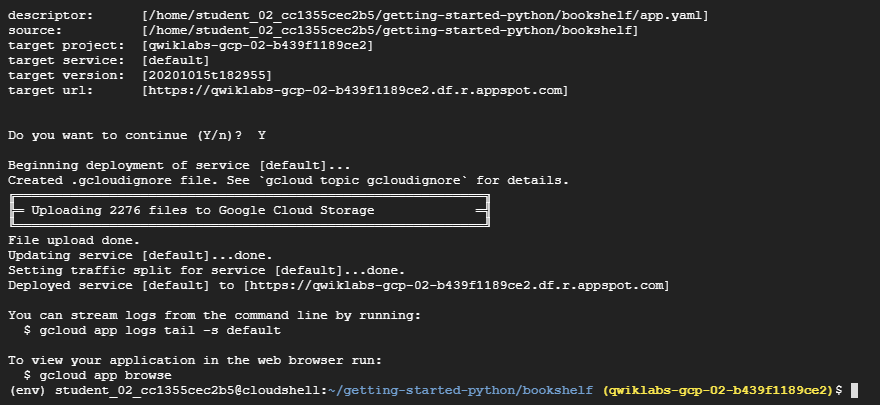 descriptor:      [/home/student_02_cc1355cec2b5/getting-started-python/bookshelf/app.yaml]
source:          [/home/student_02_cc1355cec2b5/getting-started-python/bookshelf]
target project:  [qwiklabs-gcp-02-b439f1189ce2]
target service:  [default]
target version:  [20201015t182955]
target url:      [https://qwiklabs-gcp-02-b439f1189ce2.df.r.appspot.com]
Do you want to continue (Y/n)?  Y
Beginning deployment of service [default]...
Created .gcloudignore file. See `gcloud topic gcloudignore` for details.
Uploading 2276 files to Google Cloud Storage
File upload done.
Updating service [default]...done.
Setting traffic split for service [default]...done.
Deployed service [default] to [https://qwiklabs-gcp-02-b439f1189ce2.df.r.appspot.com]
You can stream logs from the command line by running:
  $ gcloud app logs tail -s default
To view your application in the web browser run:
  $ gcloud app browse
(env) student_02_cc1355cec2b5@cloudshell:~/getting-started-python/bookshelf (qwiklabs-gcp-02-b439f1189ce2)$